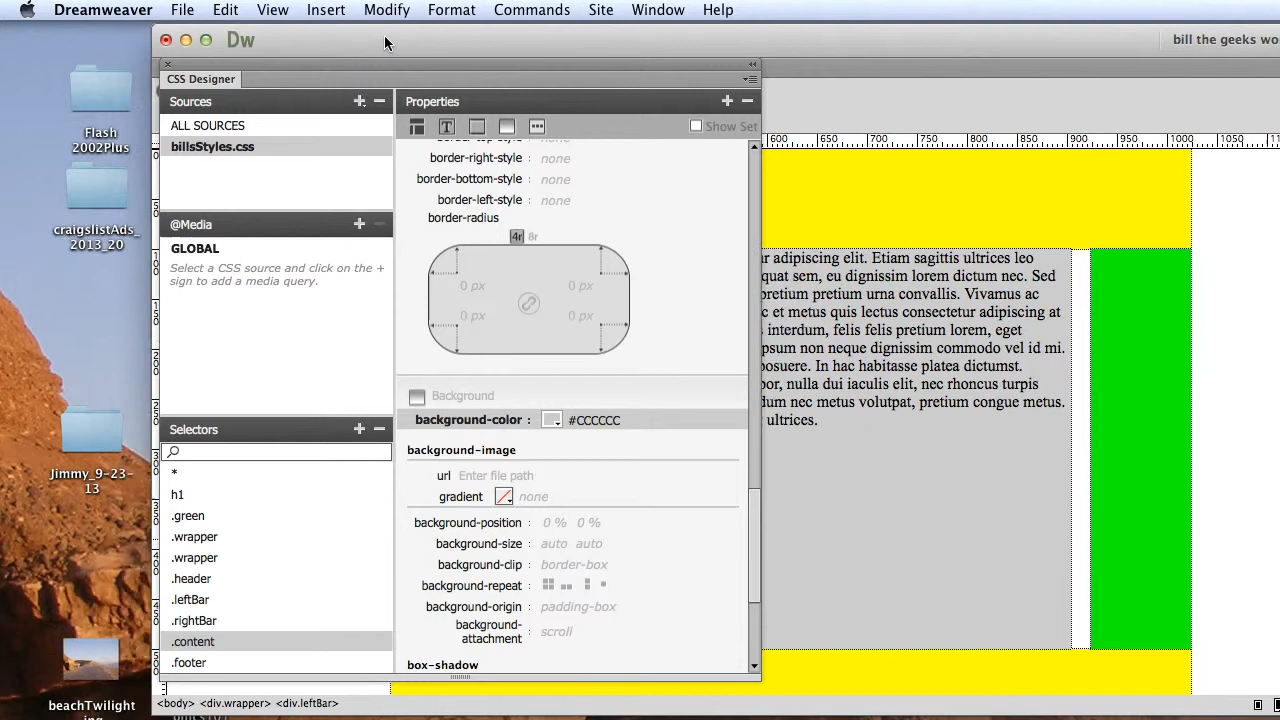 Dreamweaver File Edit View Insert Modify Format Commands Site Window Help
Dw
bill the geeks wo
CSS Designer
Sources
ALL SOURCES
billsStyles.css
@Media
GLOBAL
Select a CSS source and click on the +
sign to add a media query.
Selectors
*
h1
.green
.wrapper
.wrapper
.header
.leftBar
.rightBar
.content
.footer
Properties
Show Set
border-right-style none
border-bottom-style none
border-left-style none
border-radius
4r 8r
0 px 0 px
0 px 0 px
Background
background-color : #CCCCCC
background-image
url Enter file path
gradient none
background-position : 0 % 0 %
background-size : auto auto
background-clip : border-box
background-repeat :
background-origin : padding-box
background-
attachment : scroll
box-shadow
600 650 700 750 800 850 900 950 1000
r adipiscing elit. Etiam sagittis ultrices leo
quat sem, eu dignissim lorem dictum nec. Sed
pretium pretium urna convallis. Vivamus ac
c et metus quis lectus consectetur adipiscing at
s interdum, felis felis pretium lorem, eget
psum non neque dignissim commodo vel id mi.
posuere. In hac habitasse platea dictumst.
or, nulla dui iaculis elit, nec rhoncus turpis
dum nec metus volutpat, pretium congue metus.
ultrices.
<body> <div.wrapper> <div.leftBar>
Flash
2002Plus
craigslistAds
_2013_20
Jimmy_9-23-
13
beachTwilight